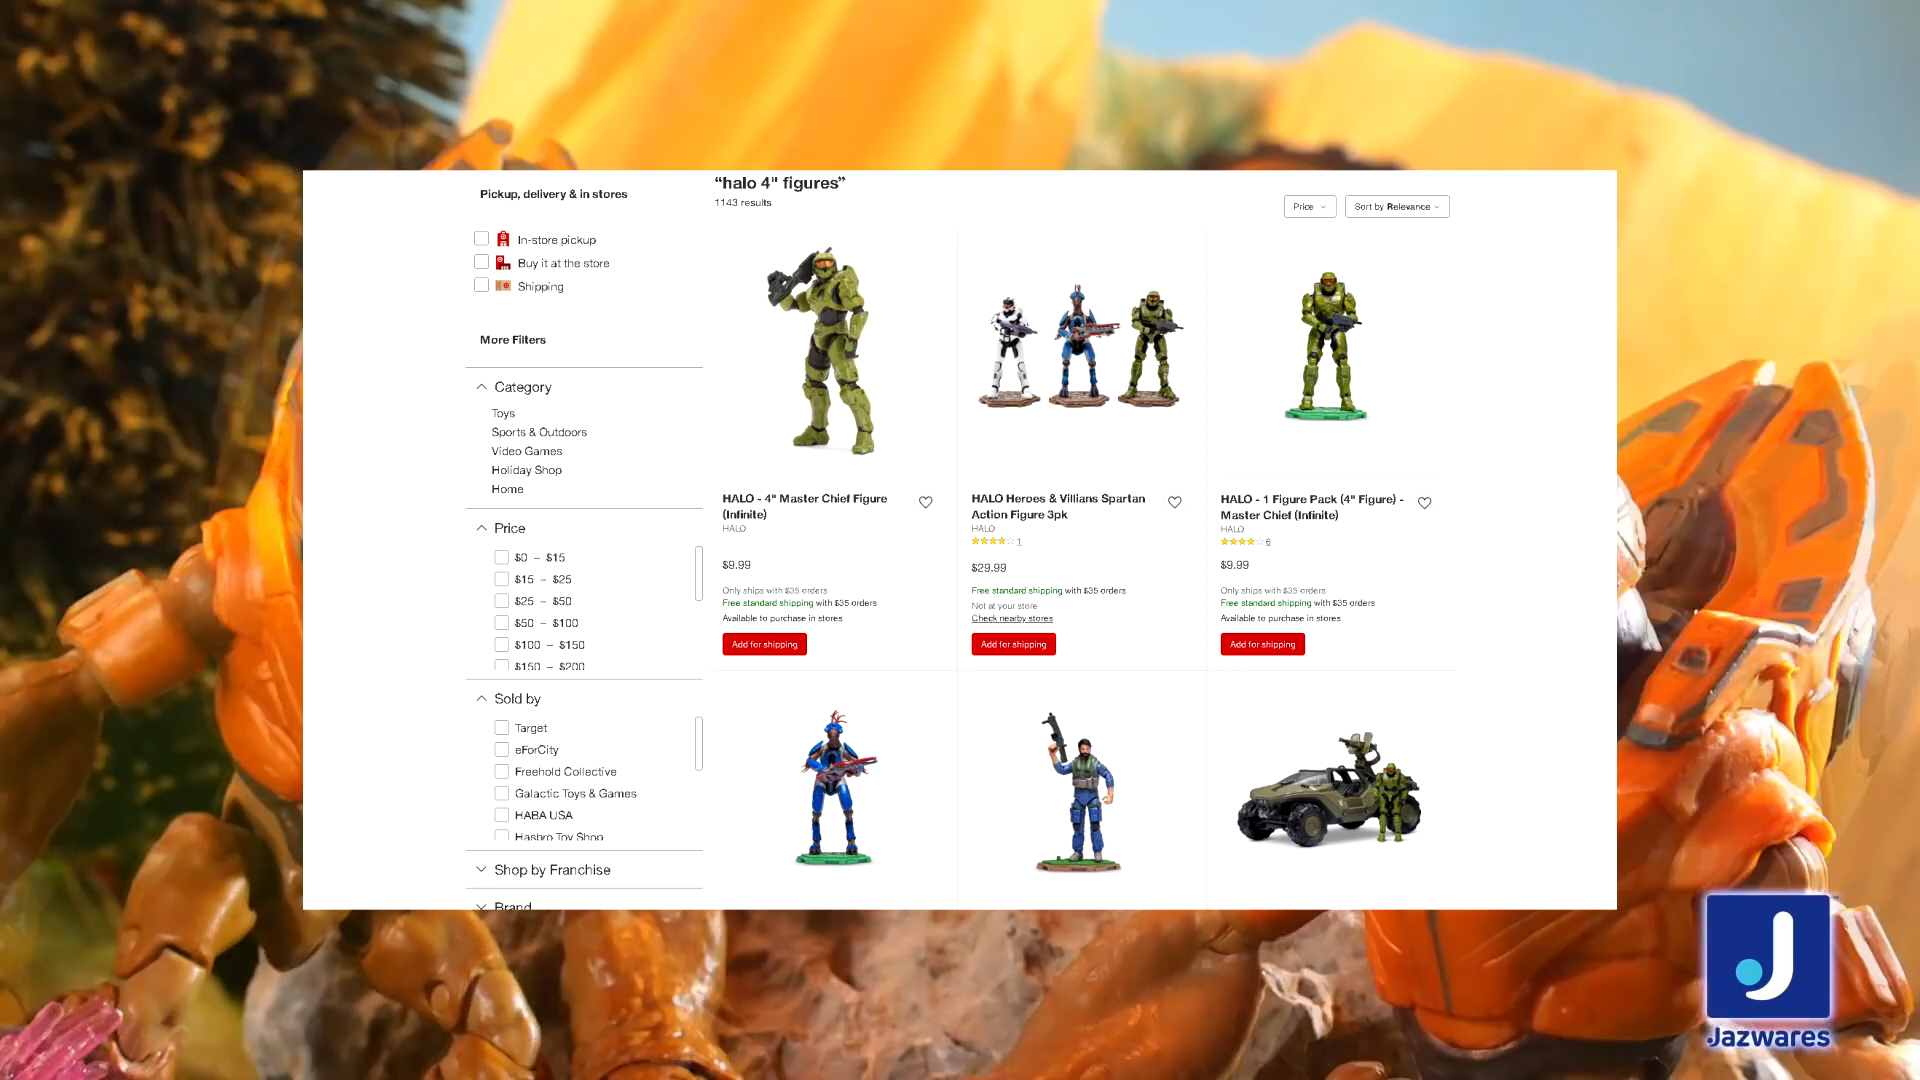 Pickup, delivery & in stores
In-store pickup
Buy it at the store
Shipping
More Filters
Category
Toys
Sports & Outdoors
Video Games
Holiday Shop
Home
Price
$0 – $15
$15 – $25
$25 – $50
$50 – $100
$100 – $150
$150 – $200
Sold by
Target
eForCity
Freehold Collective
Galactic Toys & Games
HABA USA
Hasbro Toy Shop
Shop by Franchise
Brand
“halo 4" figures”
1143 results
Price
Sort by Relevance
HALO - 4" Master Chief Figure
(Infinite)
HALO
$9.99
Only ships with $35 orders
Free standard shipping with $35 orders
Available to purchase in stores
Add for shipping
HALO Heroes & Villians Spartan
Action Figure 3pk
HALO
1
$29.99
Free standard shipping with $35 orders
Not at your store
Check nearby stores
Add for shipping
HALO - 1 Figure Pack (4" Figure) -
Master Chief (Infinite)
HALO
6
$9.99
Only ships with $35 orders
Free standard shipping with $35 orders
Available to purchase in stores
Add for shipping
J
Jazwares